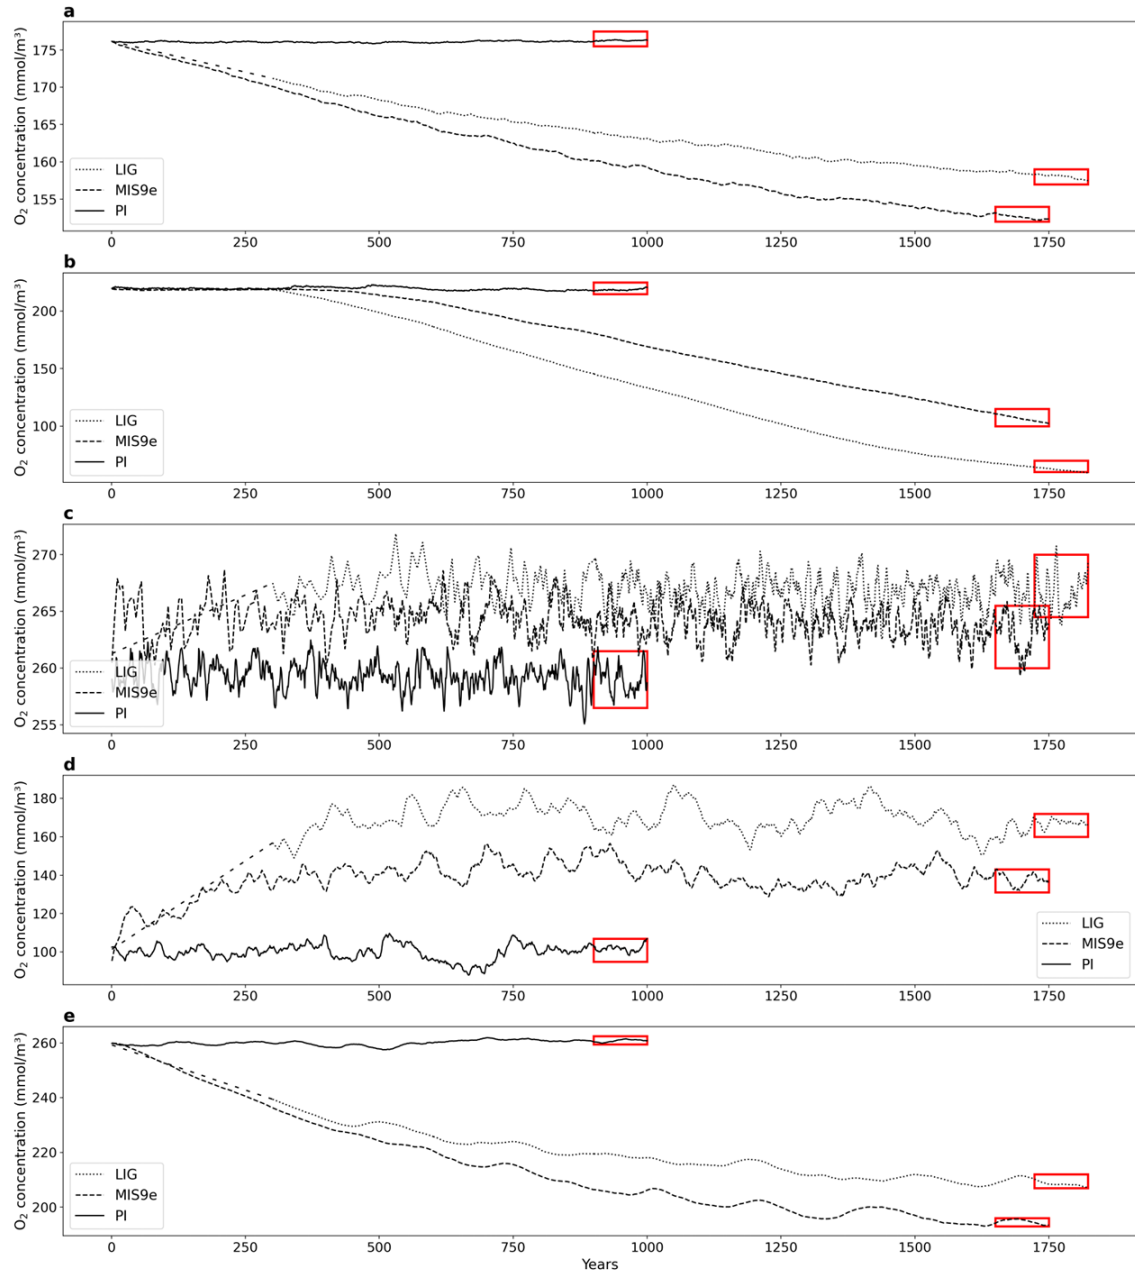 a
O₂ concentration (mmol/m³)
175
170
165
160
155
LIG
MIS9e
PI
0 250 500 750 1000 1250 1500 1750
b
O₂ concentration (mmol/m³)
200
150
100
LIG
MIS9e
PI
0 250 500 750 1000 1250 1500 1750
c
O₂ concentration (mmol/m³)
270
265
260
255
LIG
MIS9e
PI
0 250 500 750 1000 1250 1500 1750
d
O₂ concentration (mmol/m³)
180
160
140
120
100
LIG
MIS9e
PI
0 250 500 750 1000 1250 1500 1750
e
O₂ concentration (mmol/m³)
260
240
220
200
LIG
MIS9e
PI
0 250 500 750 1000 1250 1500 1750
Years